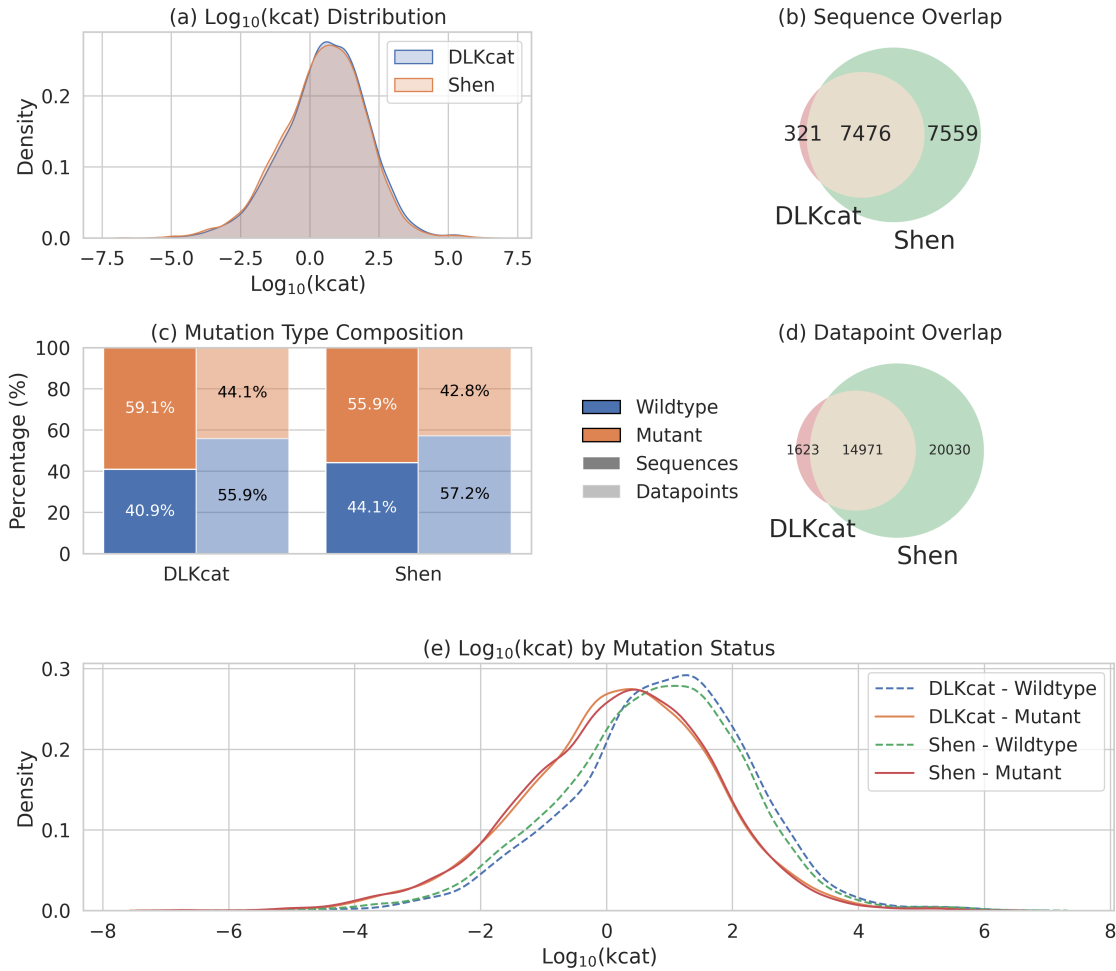 (a) Log₁₀(kcat) Distribution
DLKcat
Shen
Density
0.2
0.1
0.0
−7.5 −5.0 −2.5 0.0 2.5 5.0 7.5
Log₁₀(kcat)
(b) Sequence Overlap
321 7476 7559
DLKcat
Shen
(c) Mutation Type Composition
Percentage (%)
100
80
60
40
20
0
59.1% 44.1% 55.9% 42.8%
40.9% 55.9% 44.1% 57.2%
DLKcat Shen
Wildtype
Mutant
Sequences
Datapoints
(d) Datapoint Overlap
1623 14971 20030
DLKcat
Shen
(e) Log₁₀(kcat) by Mutation Status
DLKcat - Wildtype
DLKcat - Mutant
Shen - Wildtype
Shen - Mutant
Density
0.3
0.2
0.1
0.0
−8 −6 −4 −2 0 2 4 6 8
Log₁₀(kcat)